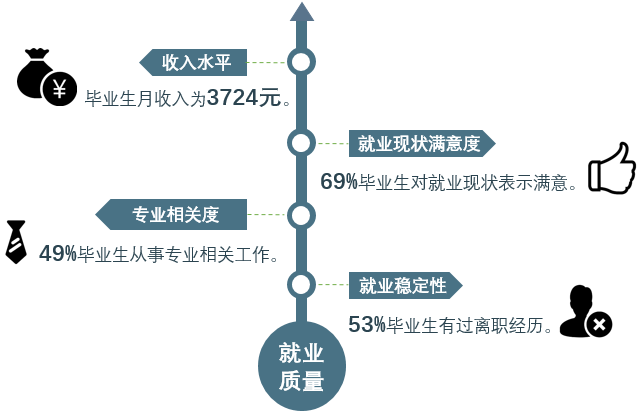 收入水平
¥
毕业生月收入为3724元。
就业现状满意度
69%毕业生对就业现状表示满意。
专业相关度
49%毕业生从事专业相关工作。
就业稳定性
53%毕业生有过离职经历。
就业
质量